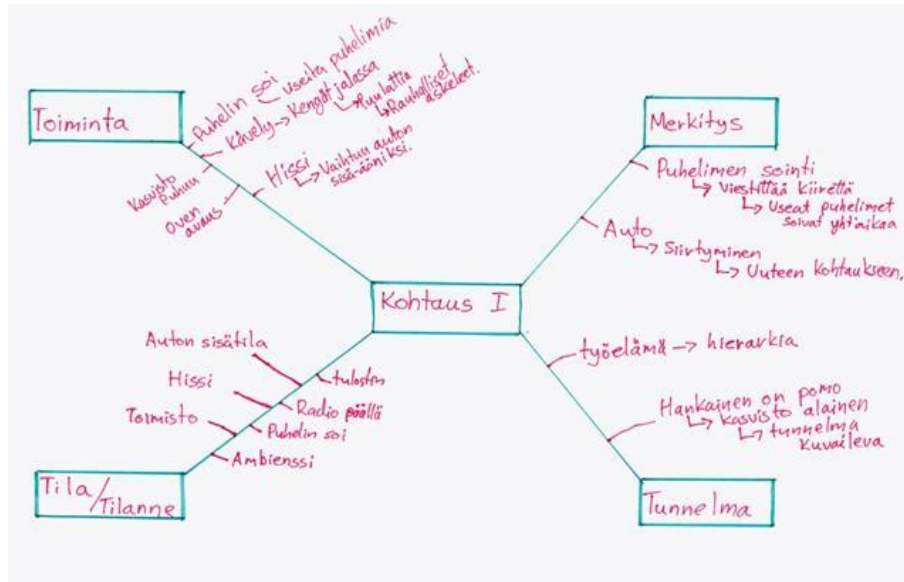 Toiminta
Puhelin soi
useita puhelimia
Kävely → Kengät jalassa
Puulattia
Rauhalliset
askeleet.
Hissi
Vaihtuu auton
sisä-ääniksi.
Kasvisto
Puhuu
Oven
avaus
Merkitys
Puhelimen sointi
Viestittää kiirettä
Useat puhelimet
soivat yhtäaikaa
Auto
Siirtyminen
Uuteen kohtaukseen.
Kohtaus I
Auton sisätila
Hissi
Toimisto
tulostin
Radio päällä
Puhelin soi
Ambienssi
Tila/
Tilanne
työelämä → hierarkia
Hankainen on pomo
Kasvisto alainen
tunnelma
kuvaileva
Tunnelma